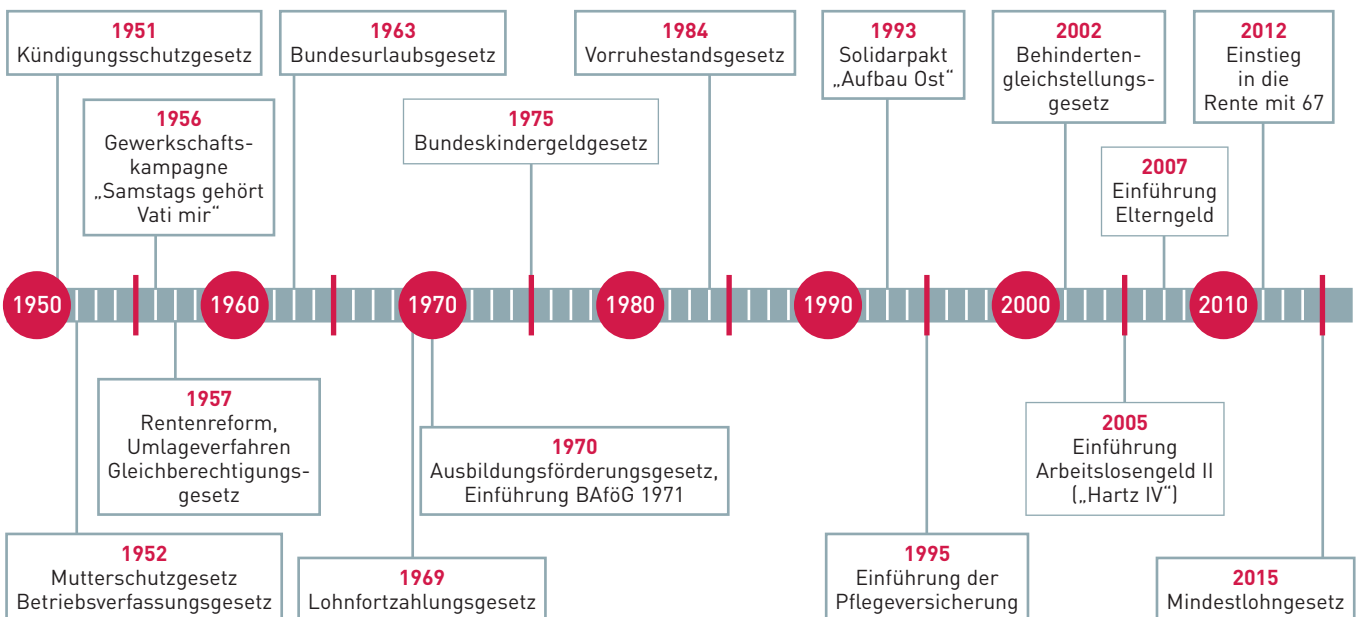 1951
Kündigungsschutzgesetz
1963
Bundesurlaubsgesetz
1984
Vorruhestandsgesetz
1993
Solidarpakt
„Aufbau Ost“
2002
Behinderten-
gleichstellungs-
gesetz
2012
Einstieg
in die
Rente mit 67
1956
Gewerkschafts-
kampagne
„Samstags gehört
Vati mir“
1975
Bundeskindergeldgesetz
2007
Einführung
Elterngeld
1950 1960 1970 1980 1990 2000 2010
1957
Rentenreform,
Umlageverfahren
Gleichberechtigungs-
gesetz
1970
Ausbildungsförderungsgesetz,
Einführung BAföG 1971
2005
Einführung
Arbeitslosengeld II
(„Hartz IV“)
1952
Mutterschutzgesetz
Betriebsverfassungsgesetz
1969
Lohnfortzahlungsgesetz
1995
Einführung der
Pflegeversicherung
2015
Mindestlohngesetz